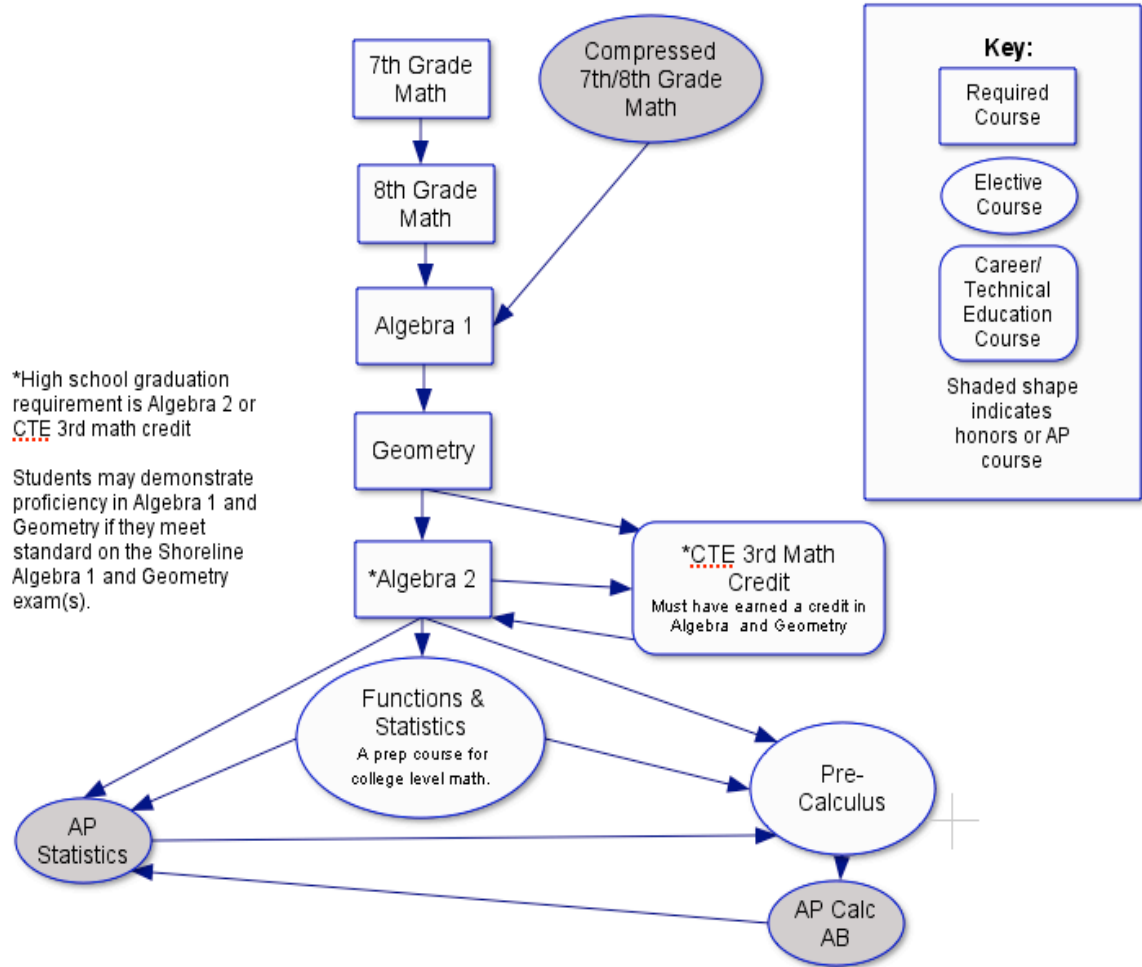 7th Grade
Math
Compressed
7th/8th Grade
Math
Key:
Required
Course
8th Grade
Math
Elective
Course
Career/
Technical
Education
Course
Algebra 1
*High school graduation
requirement is Algebra 2 or
CTE 3rd math credit
Shaded shape
indicates
honors or AP
course
Geometry
Students may demonstrate
proficiency in Algebra 1 and
Geometry if they meet
standard on the Shoreline
Algebra 1 and Geometry
exam(s).
*Algebra 2
*CTE 3rd Math
Credit
Must have earned a credit in
Algebra and Geometry
Functions &
Statistics
A prep course for
college level math.
Pre-
Calculus
AP
Statistics
AP Calc
AB